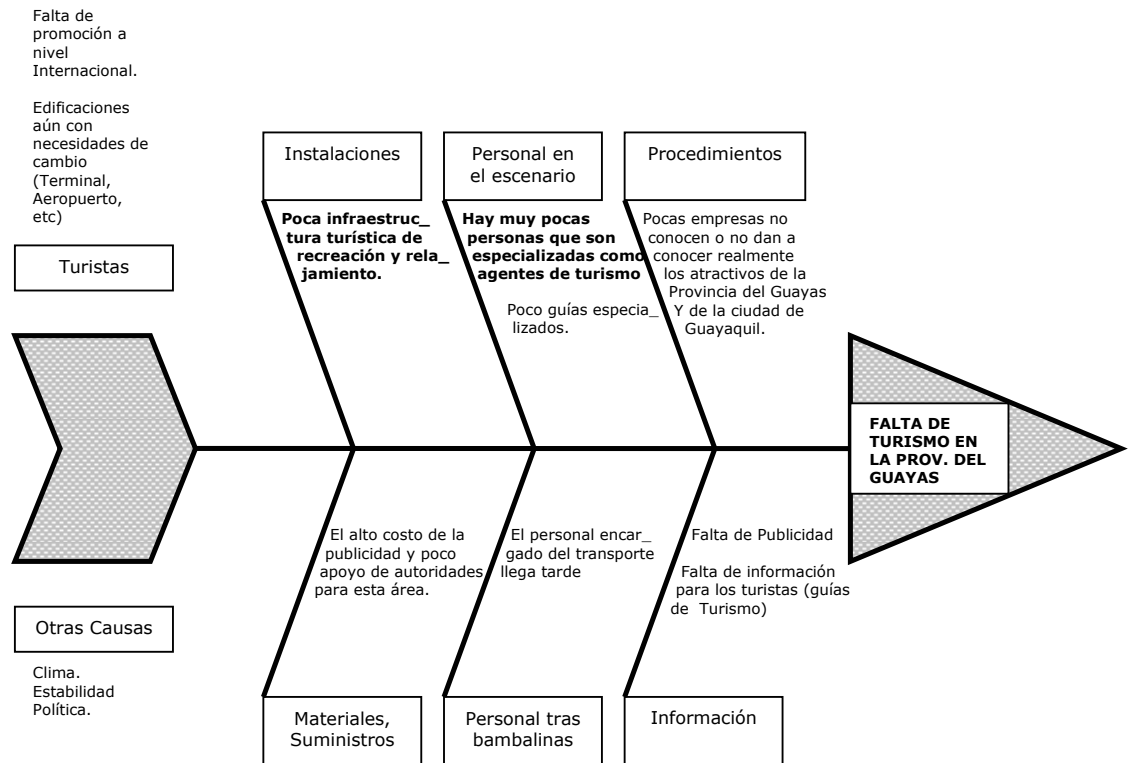 Falta de
promoción a
nivel
Internacional.
Edificaciones
aún con
necesidades de
cambio
(Terminal,
Aeropuerto,
etc)
Turistas
Instalaciones
Poca infraestruc_
tura turística de
recreación y rela_
jamiento.
Personal en
el escenario
Hay muy pocas
personas que son
especializadas como
agentes de turismo
Poco guías especia_
lizados.
Procedimientos
Pocas empresas no
conocen o no dan a
conocer realmente
los atractivos de la
Provincia del Guayas
Y de la ciudad de
Guayaquil.
FALTA DE
TURISMO EN
LA PROV. DEL
GUAYAS
El alto costo de la
publicidad y poco
apoyo de autoridades
para esta área.
Materiales,
Suministros
El personal encar_
gado del transporte
llega tarde
Personal tras
bambalinas
Falta de Publicidad
Falta de información
para los turistas (guías
de Turismo)
Información
Otras Causas
Clima.
Estabilidad
Política.